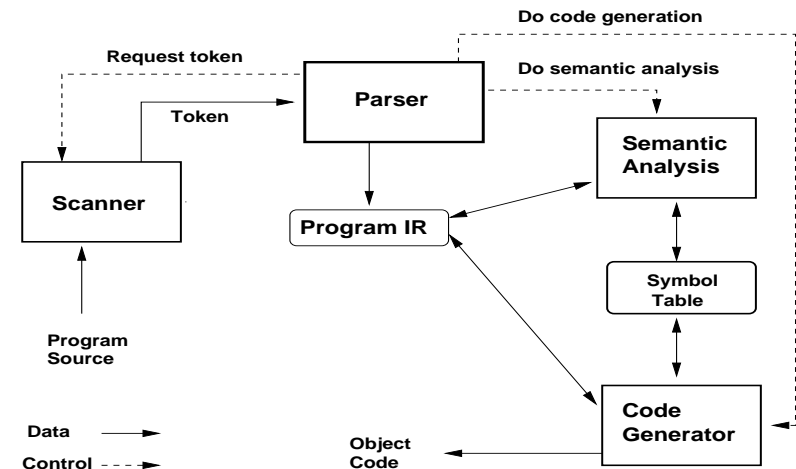 Do code generation
Request token
Do semantic analysis
Parser
Token
Semantic
Analysis
Scanner
Program IR
Symbol
Table
Program
Source
Code
Generator
Data
Object
Code
Control